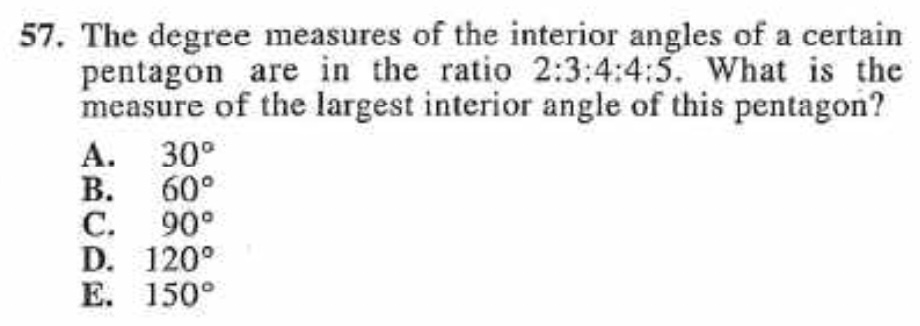 57. The degree measures of the interior angles of a certain
pentagon are in the ratio 2:3:4:4:5. What is the
measure of the largest interior angle of this pentagon?
A. 30°
B. 60°
C. 90°
D. 120°
E. 150°